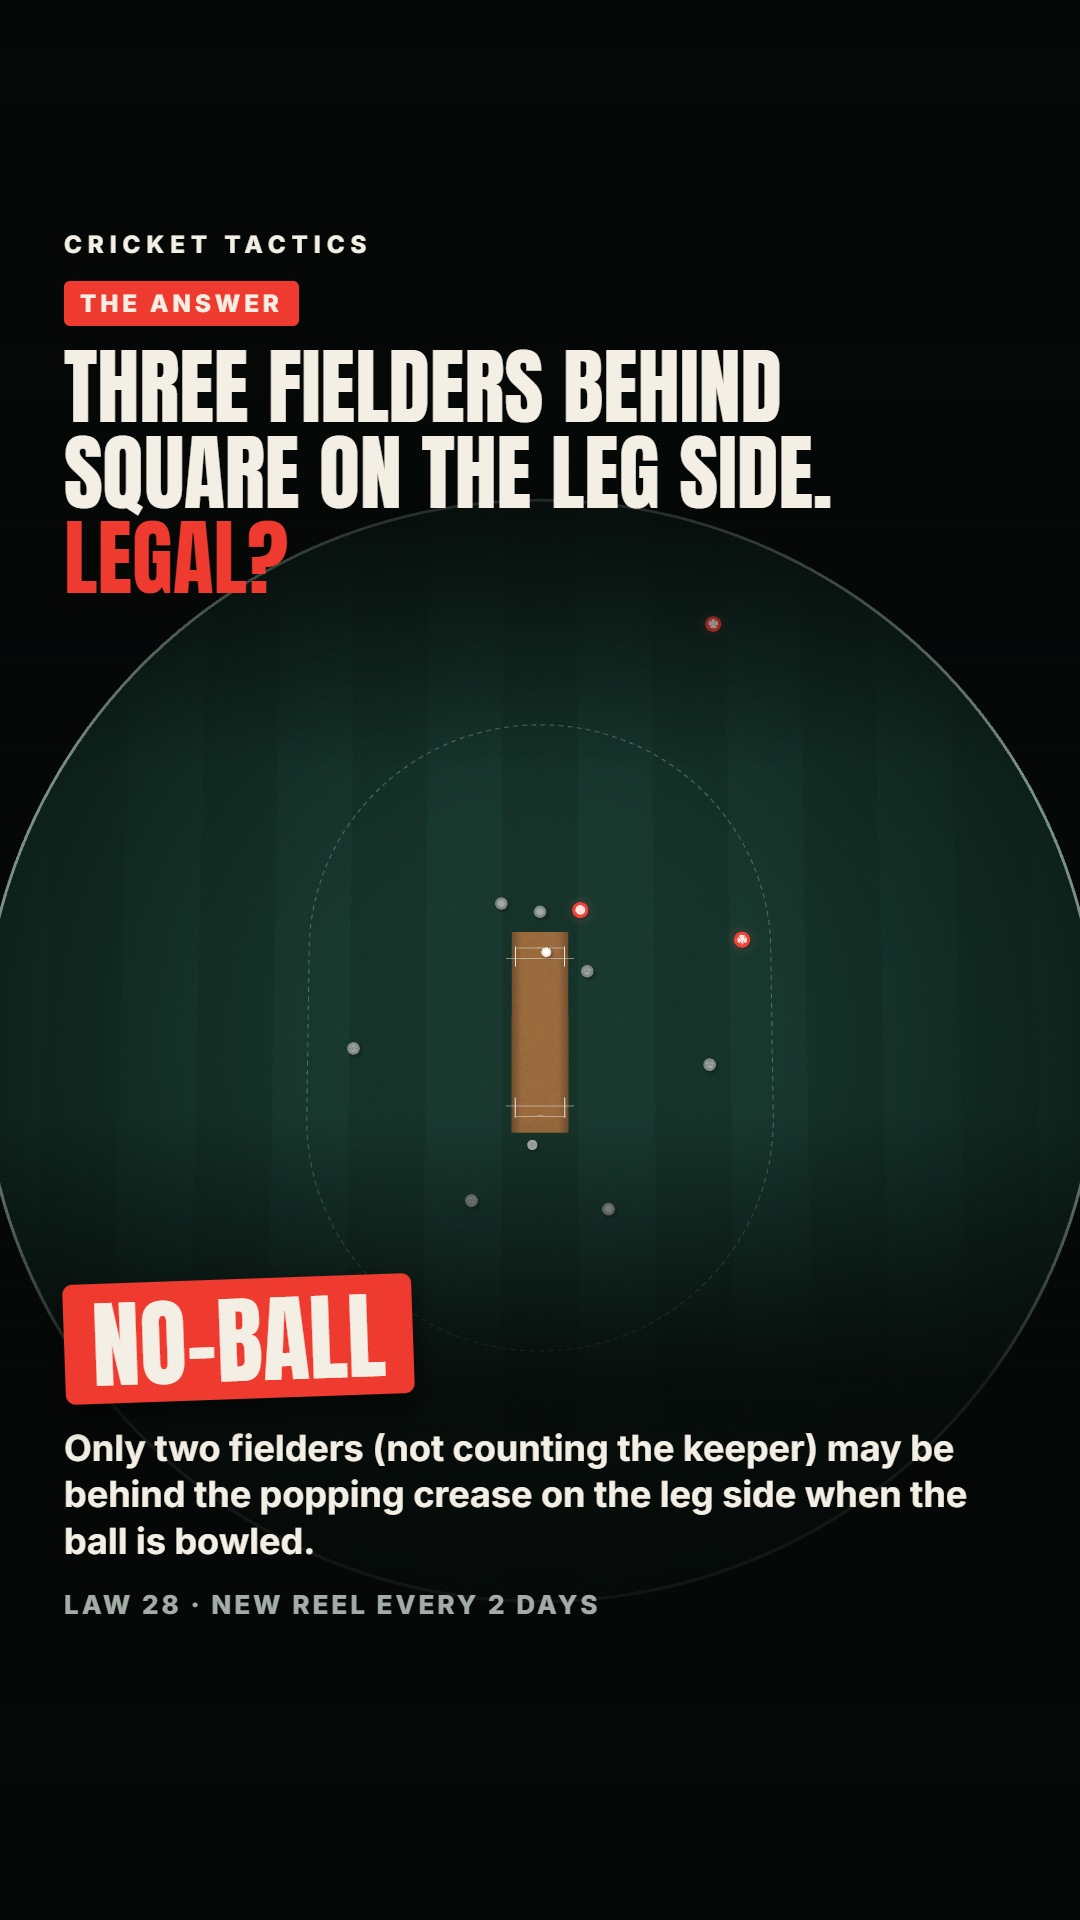 CRICKET TACTICS
THE ANSWER
THREE FIELDERS BEHIND
SQUARE ON THE LEG SIDE.
LEGAL?
NO-BALL
Only two fielders (not counting the keeper) may be
behind the popping crease on the leg side when the
ball is bowled.
LAW 28 · NEW REEL EVERY 2 DAYS